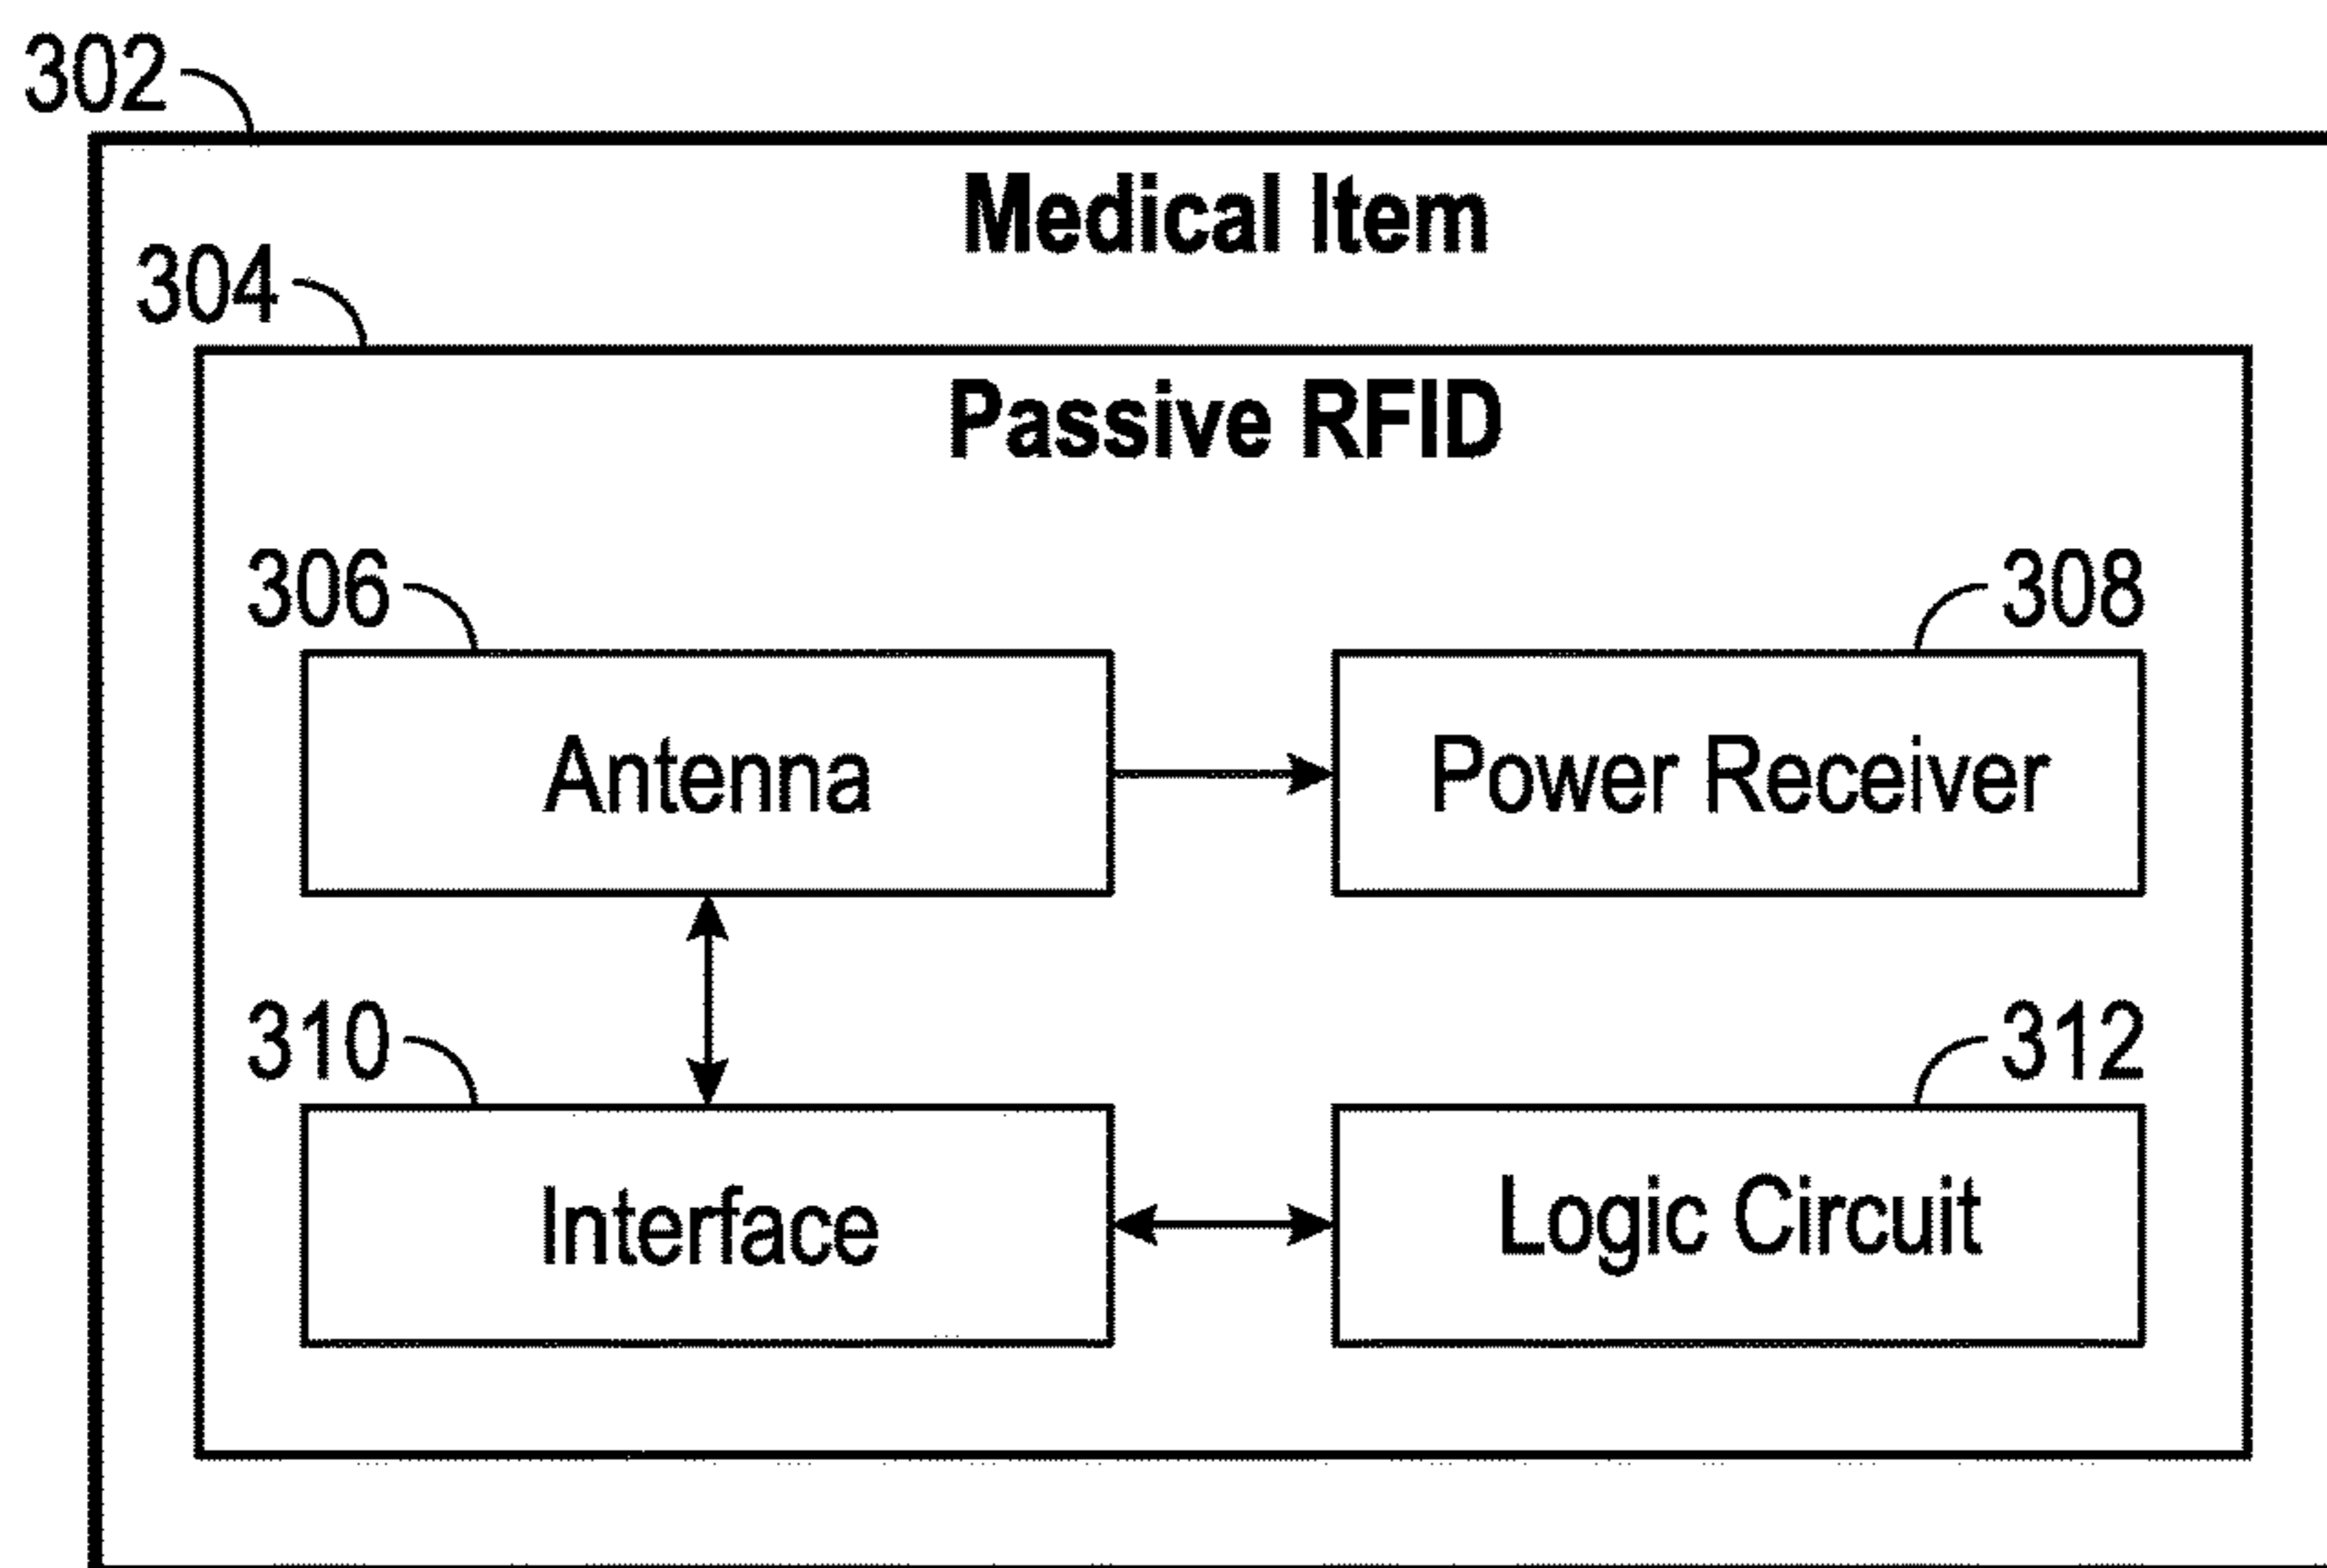 302
Medical Item
304
Passive RFID
306
308
Antenna
Power Receiver
310
312
Interface
Logic Circuit